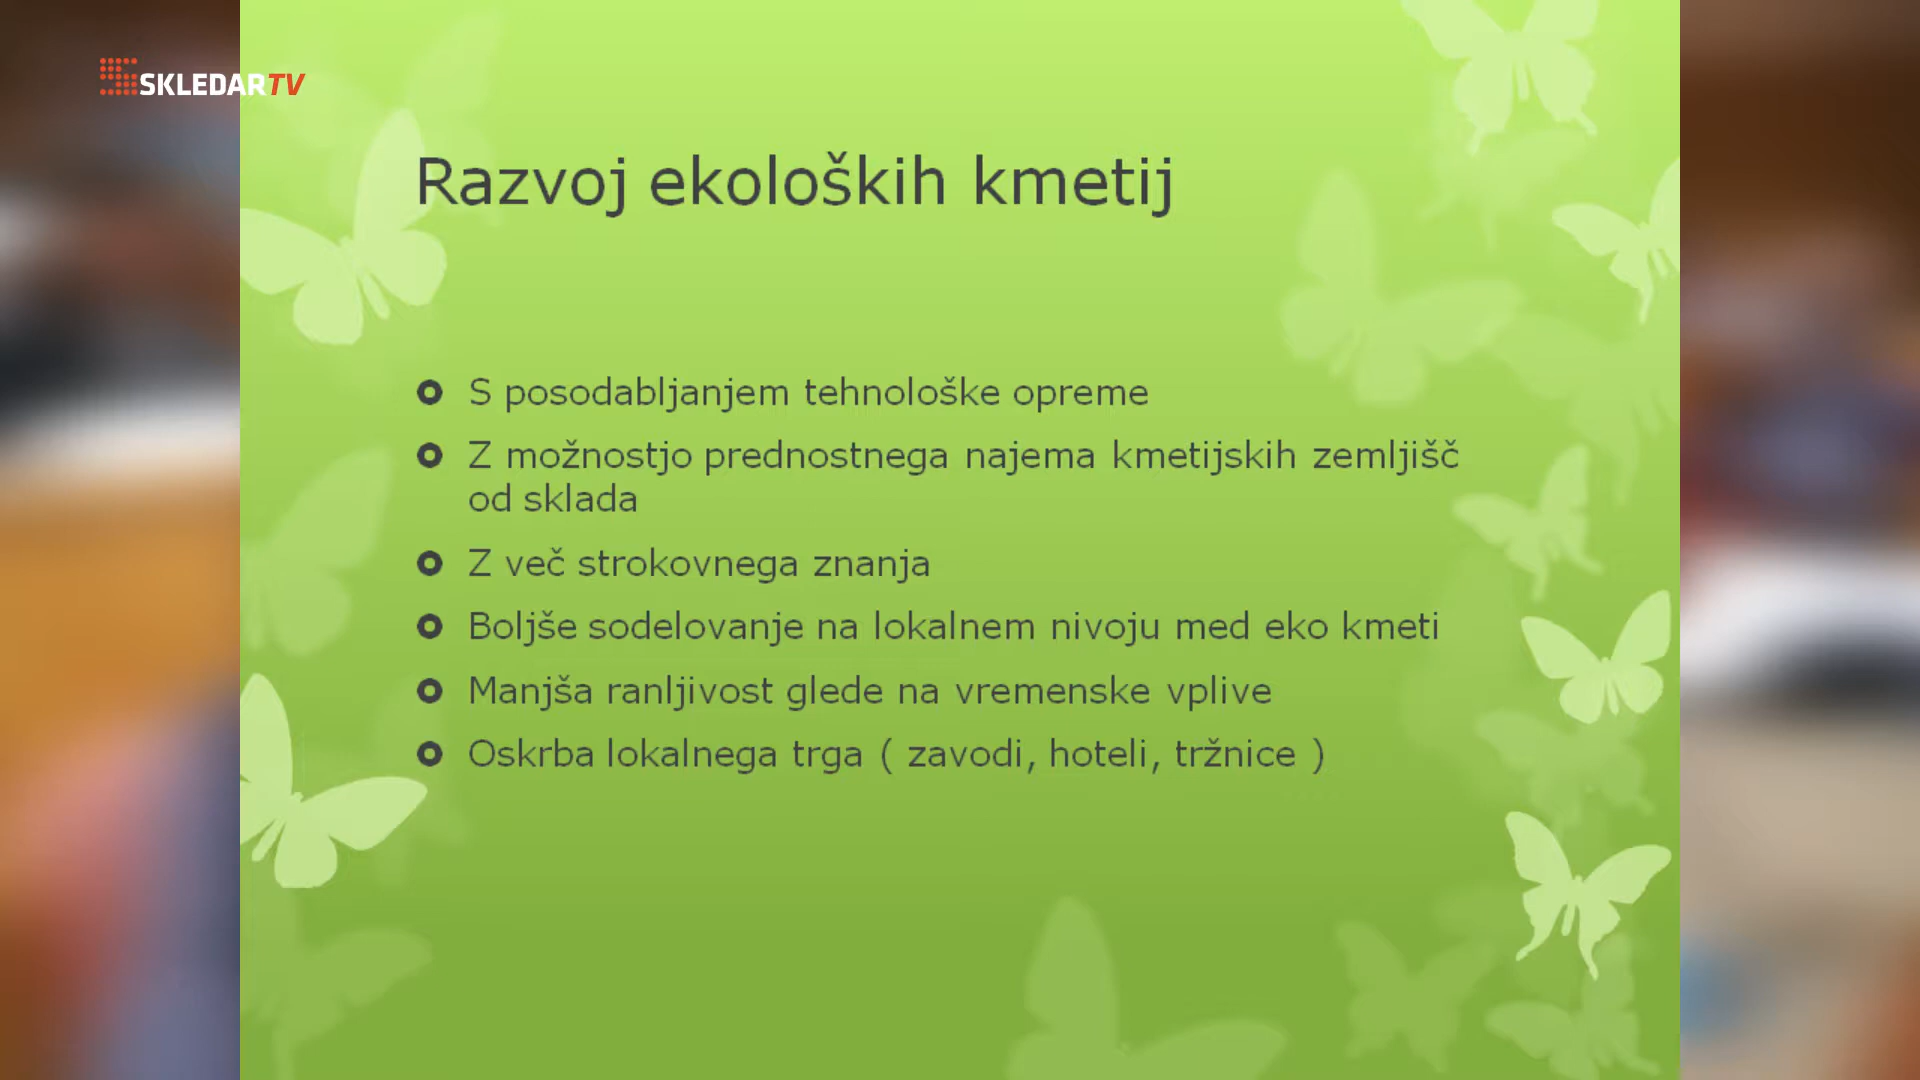 SKLEDARTV
Razvoj ekoloških kmetij
S posodabljanjem tehnološke opreme
Z možnostjo prednostnega najema kmetijskih zemljišč
od sklada
Z več strokovnega znanja
Boljše sodelovanje na lokalnem nivoju med eko kmeti
Manjša ranljivost glede na vremenske vplive
Oskrba lokalnega trga ( zavodi, hoteli, tržnice )